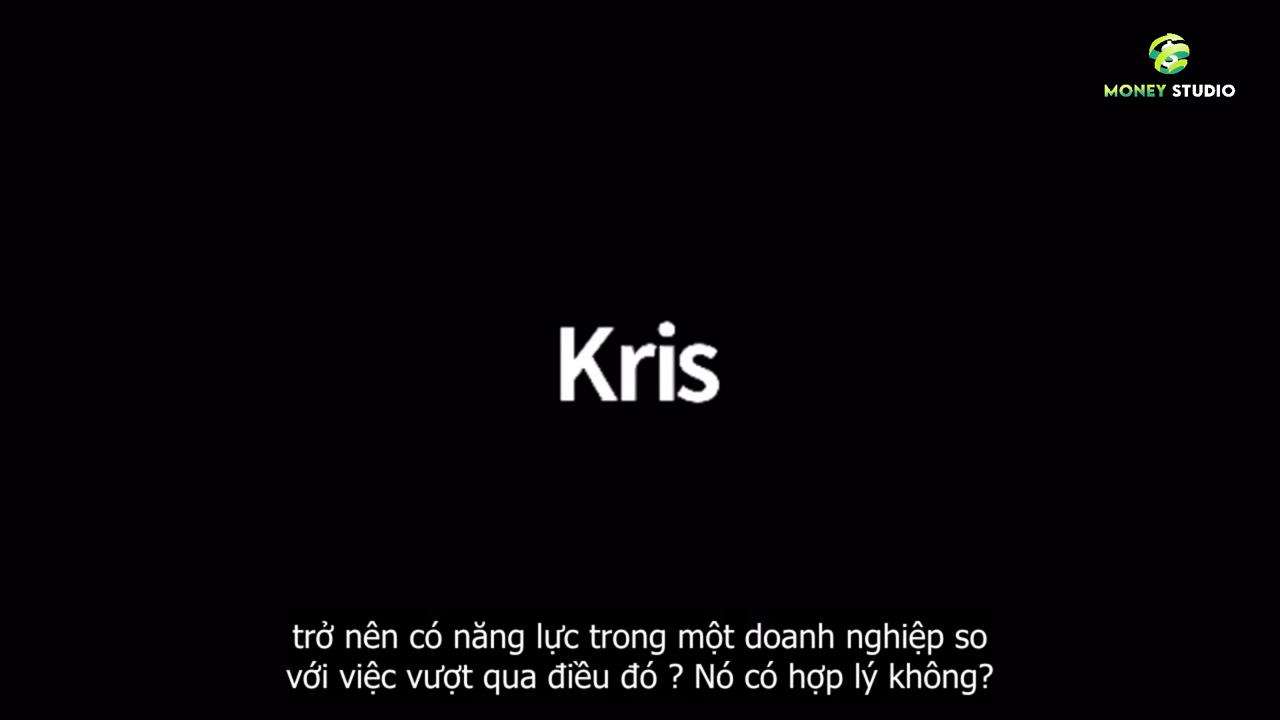 MONEY STUDIO
Kris
trở nên có năng lực trong một doanh nghiệp so
với việc vượt qua điều đó ? Nó có hợp lý không?